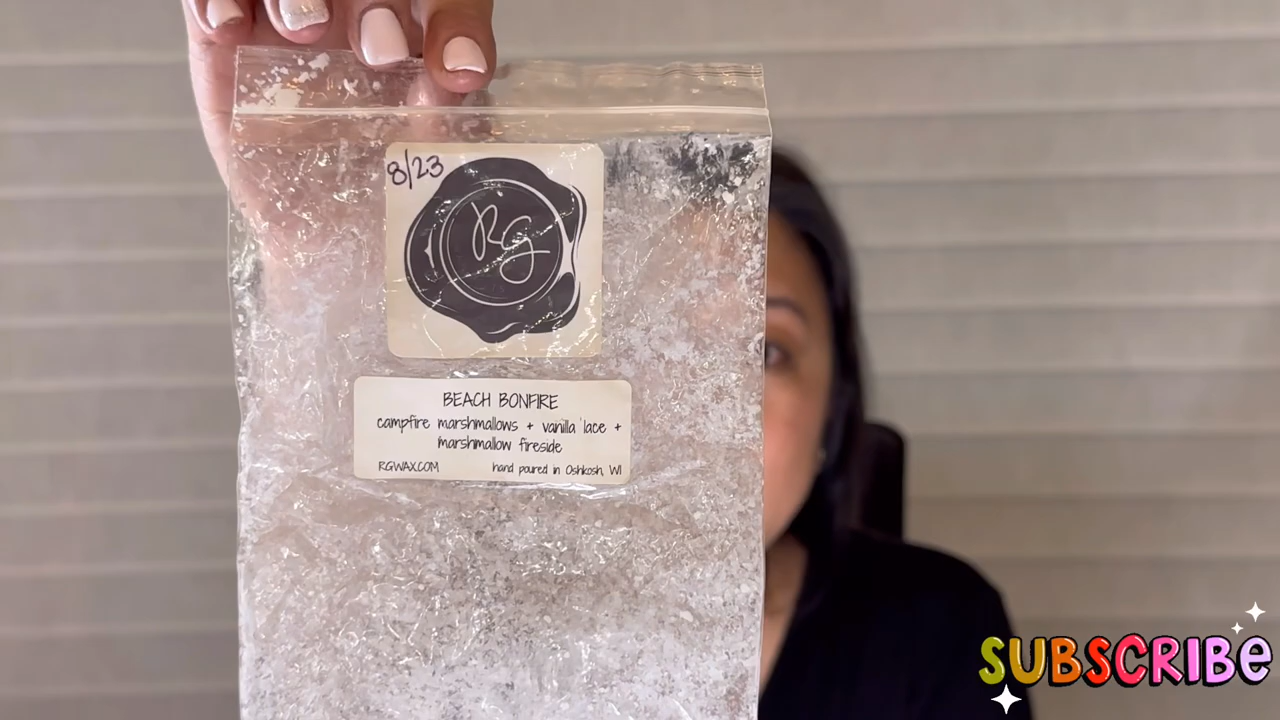 8/23
RG
BEACH BONFIRE
campfire marshmallows + vanilla lace +
marshmallow fireside
RGWAX.COM
hand poured in Oshkosh, WI
SUBSCRIBE